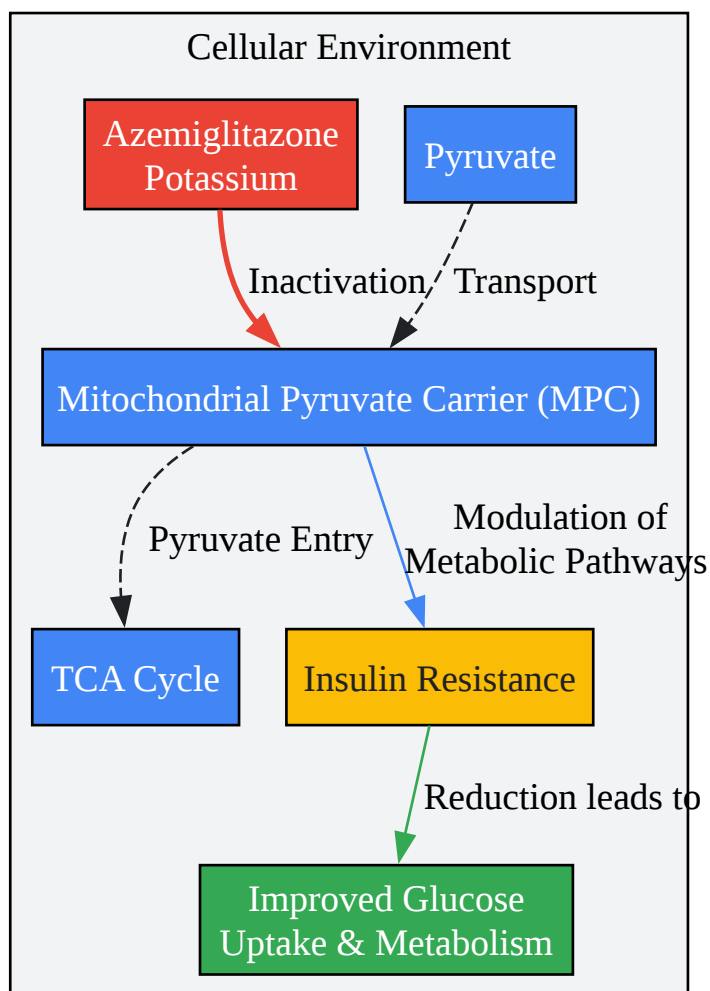 Cellular Environment
Azemiglitazone
Potassium
Pyruvate
Inactivation
Transport
Mitochondrial Pyruvate Carrier (MPC)
Pyruvate Entry
Modulation of
Metabolic Pathways
TCA Cycle
Insulin Resistance
Reduction leads to
Improved Glucose
Uptake & Metabolism